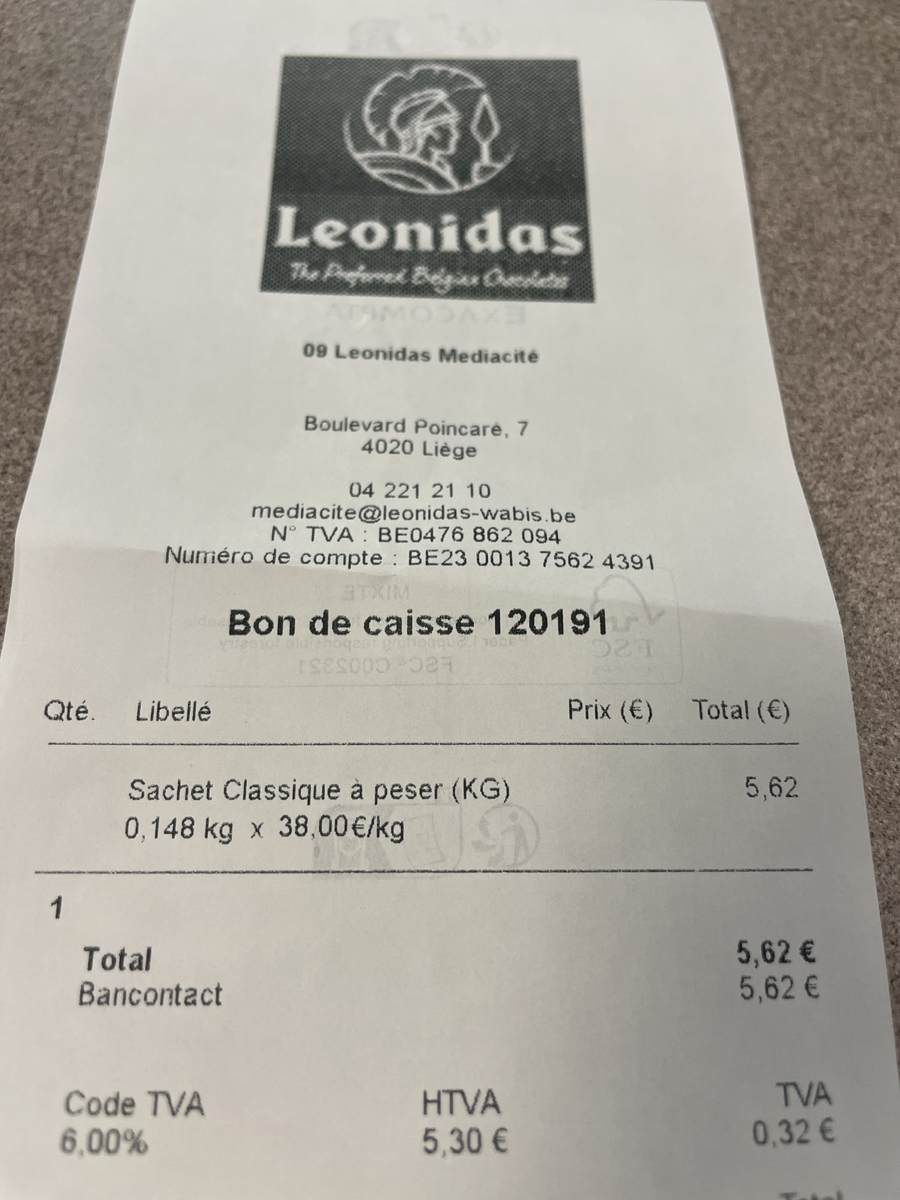 Leonidas
The Preferred Belgian Chocolates
09 Leonidas Mediacité
Boulevard Poincaré, 7
4020 Liège
04 221 21 10
mediacite@leonidas-wabis.be
N° TVA : BE0476 862 094
Numéro de compte : BE23 0013 7562 4391
Bon de caisse 120191
Qté. Libellé Prix (€) Total (€)
Sachet Classique à peser (KG) 5,62
0,148 kg x 38,00€/kg
1
Total 5,62 €
Bancontact 5,62 €
Code TVA HTVA TVA
6,00% 5,30 € 0,32 €
Total